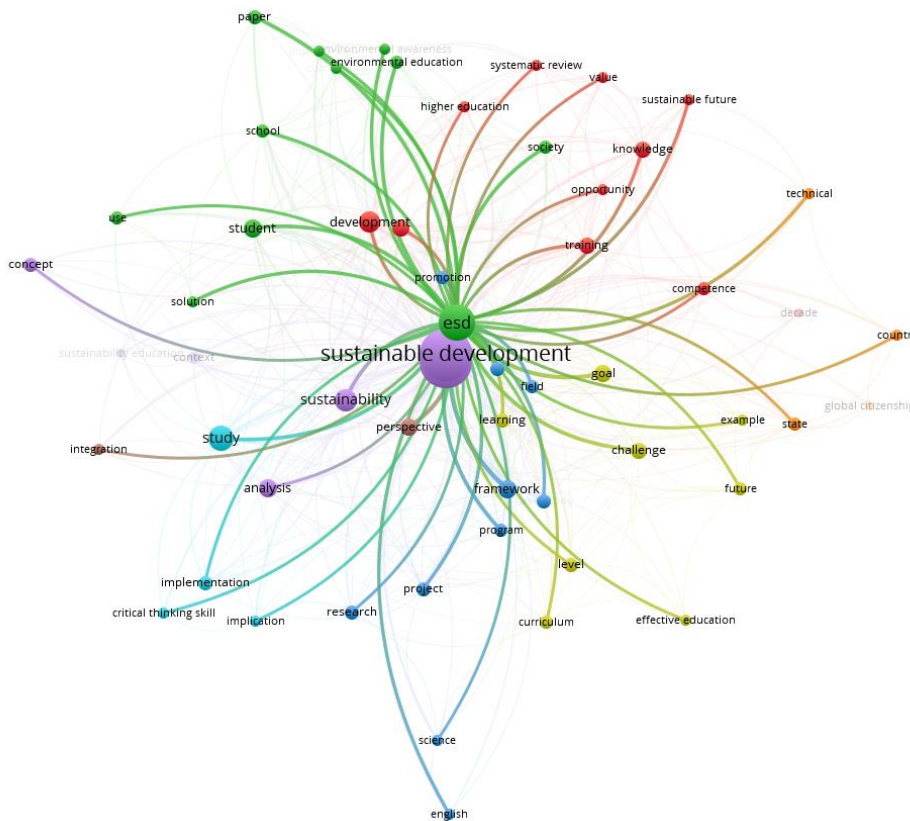 paper
environmental awareness
environmental education
systematic review
value
higher education
sustainable future
school
society
knowledge
opportunity
technical
use
student
development
training
concept
promotion
competence
solution
decade
esd
country
sustainability education
context
sustainable development
goal
field
sustainability
global citizenship
learning
example
state
perspective
study
integration
challenge
analysis
framework
future
program
level
implementation
project
critical thinking skill
implication
research
curriculum
effective education
science
english